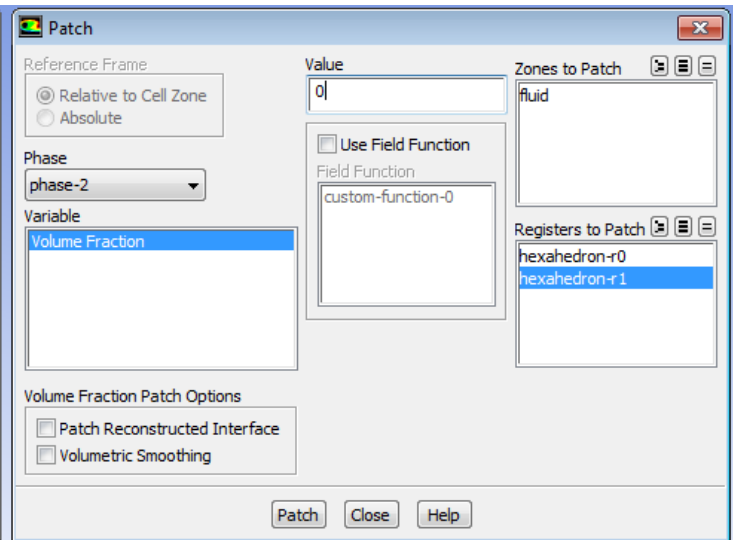 Patch
Reference Frame
Relative to Cell Zone
Absolute
Phase
phase-2
Variable
Volume Fraction
Volume Fraction Patch Options
Patch Reconstructed Interface
Volumetric Smoothing
Value
0
Use Field Function
Field Function
custom-function-0
Zones to Patch
fluid
Registers to Patch
hexahedron-r0
hexahedron-r1
Patch
Close
Help